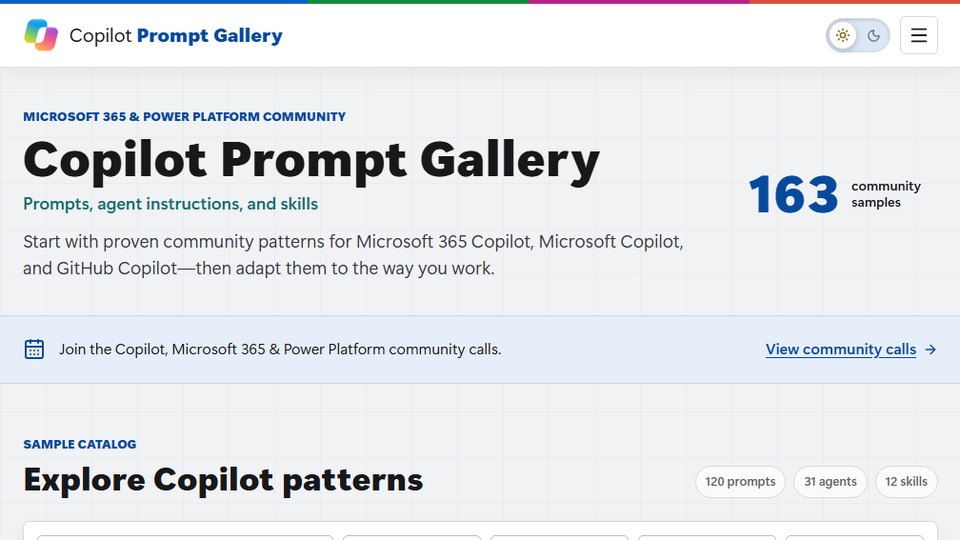 Copilot Prompt Gallery
MICROSOFT 365 & POWER PLATFORM COMMUNITY
Copilot Prompt Gallery
Prompts, agent instructions, and skills
Start with proven community patterns for Microsoft 365 Copilot, Microsoft Copilot,
and GitHub Copilot—then adapt them to the way you work.
163 community
samples
Join the Copilot, Microsoft 365 & Power Platform community calls.
View community calls →
SAMPLE CATALOG
Explore Copilot patterns
120 prompts
31 agents
12 skills